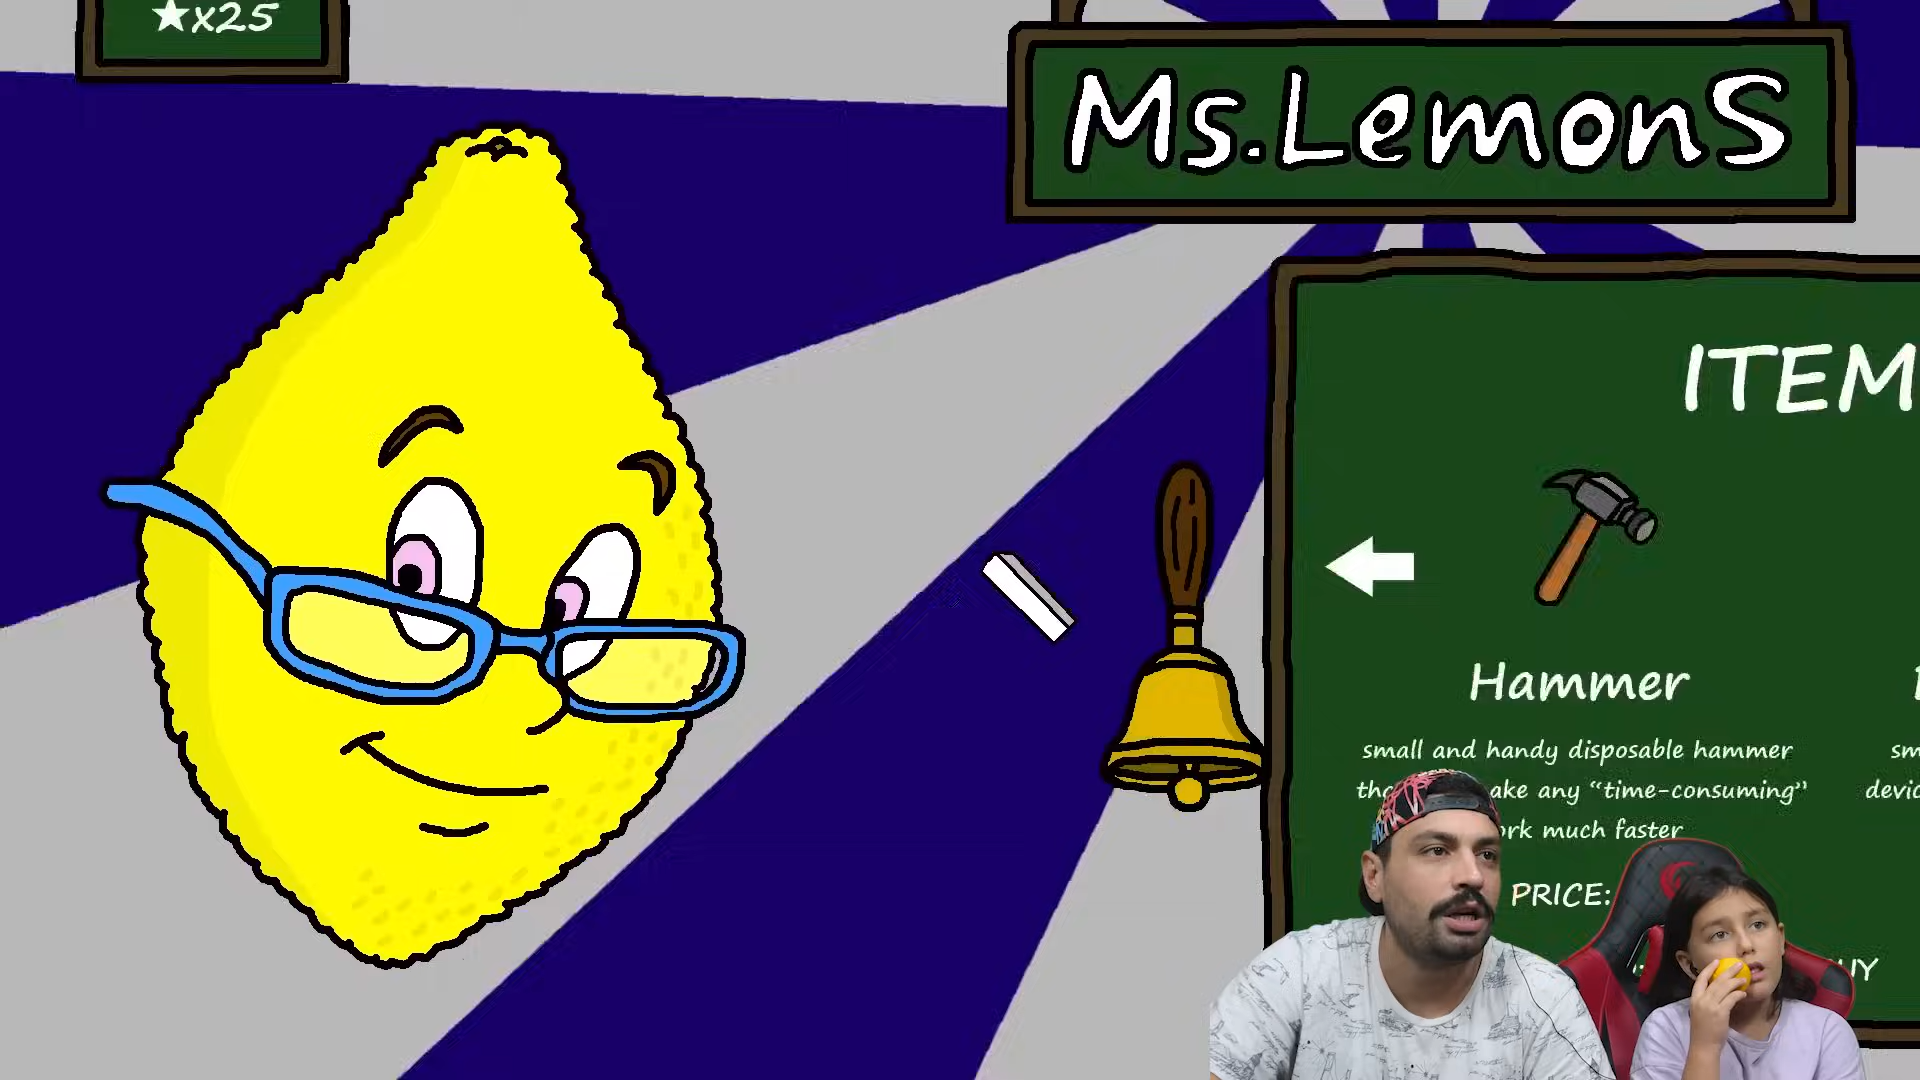 ★x25
Ms.LemonS
ITEM
Hammer
small and handy disposable hammer
ake any “time-consuming”
ork much faster
PRICE: